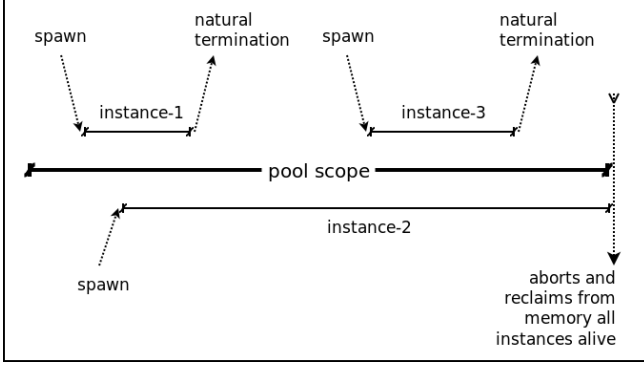 natural
termination
spawn
spawn
natural
termination
instance-1
instance-3
pool scope
instance-2
spawn
aborts and
reclaims from
memory all
instances alive